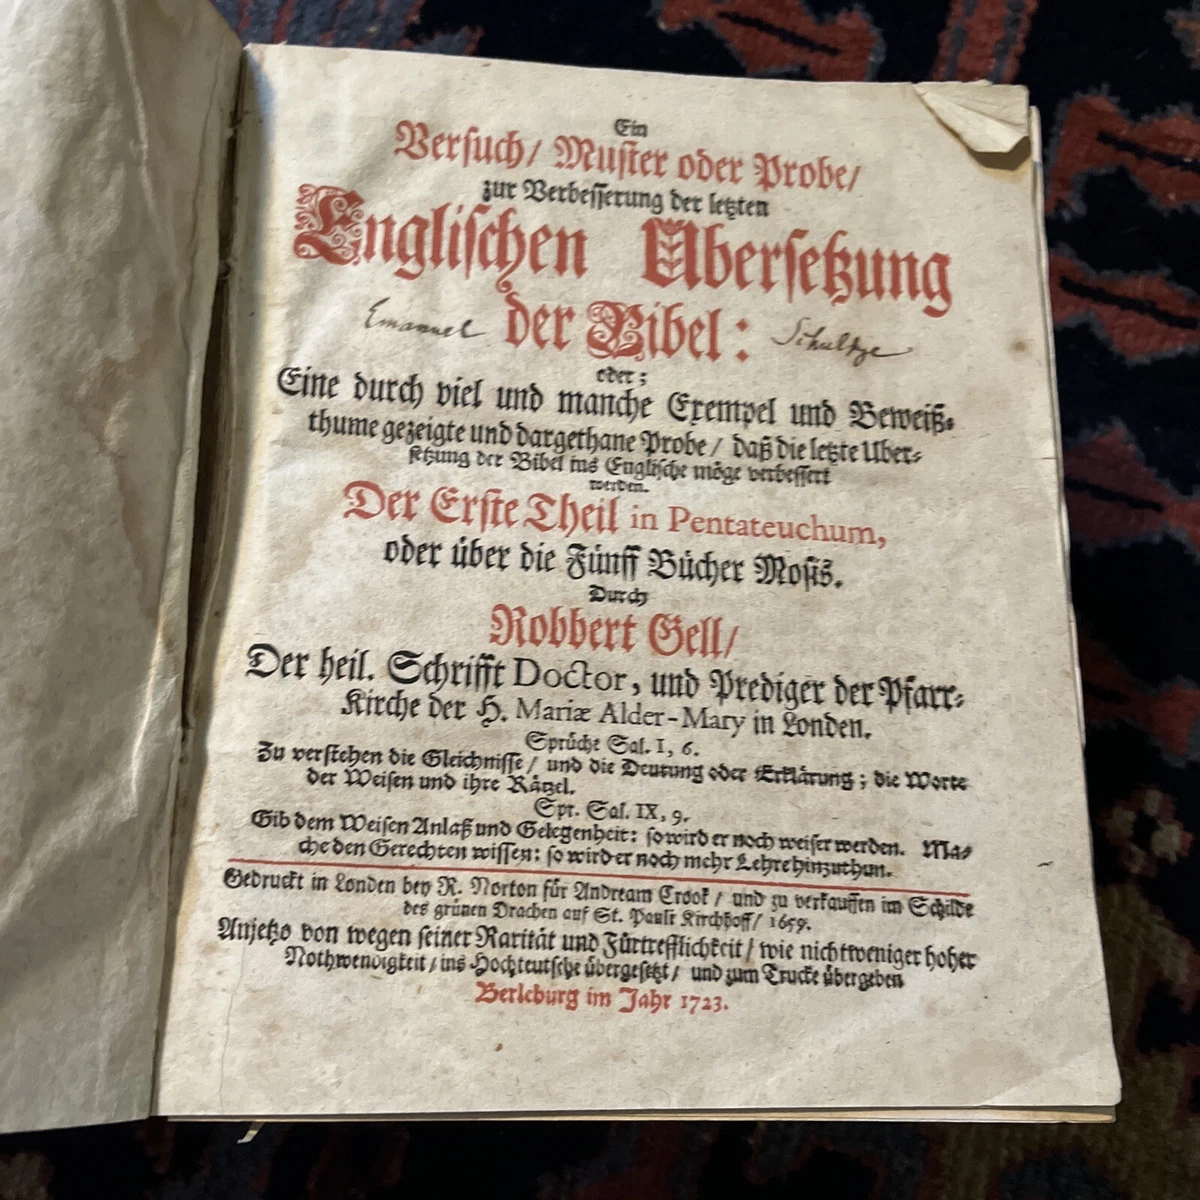 Ein
Versuch/ Muster oder Probe/
zur Verbesserung der letzten
Englischen Ubersetzung
Emanuel der Bibel: Schultze
oder;
Eine durch viel und manche Exempel und Beweiß-
thume gezeigte und dargethane Probe/ daß die letzte Uber-
setzung der Bibel ins Englische möge verbessert
werden.
Der Erste Theil in Pentateuchum,
oder über die Fünff Bücher Mosis.
Durch
Robbert Gell/
Der heil. Schrifft Doctor, und Prediger der Pfarr-
Kirche der H. Mariæ Alder-Mary in Londen.
Sprüche Sal. I, 6.
Zu verstehen die Gleichnisse/ und die Deutung oder Erklärung; die Worte
der Weisen und ihre Rätzel.
Spr. Sal. IX, 9.
Gib dem Weisen Anlaß und Gelegenheit: so wird er noch weiser werden. Ma-
che den Gerechten wissen: so wird er noch mehr Lehre hinzuthun.
Gedruckt in Londen bey R. Norton für Andream Crook/ und zu verkauffen im Schilde
des grünen Drachen auf St. Pauli Kirchhoff/ 1659.
Anjetzo von wegen seiner Rarität und Fürtrefflichkeit/ wie nicht weniger hoher
Nothwendigkeit/ ins Hochteutsche übergesetzt/ und zum Trucke übergeben
Berleburg im Jahr 1723.